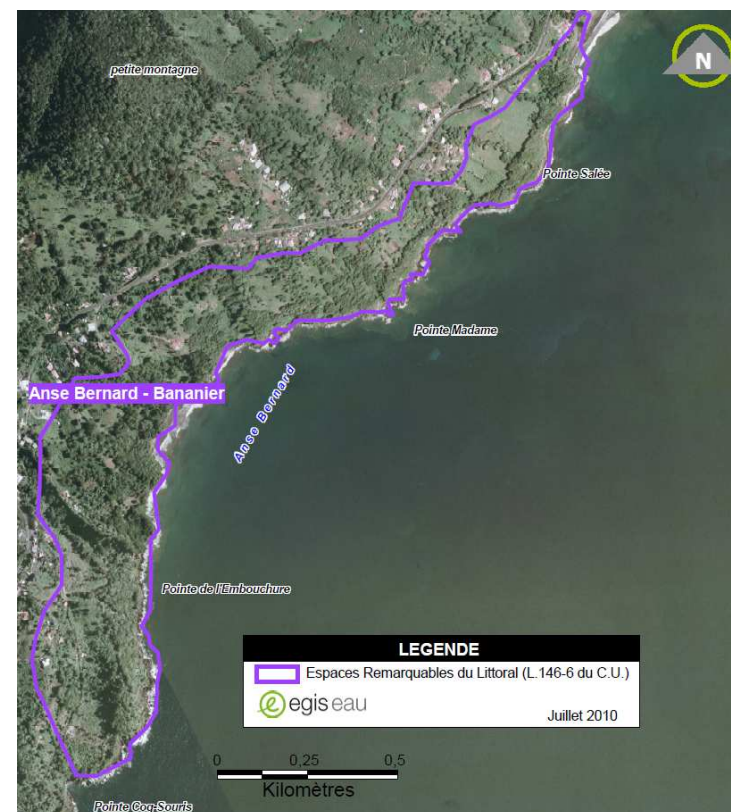 N
petite montagne
Pointe Salée
Pointe Madame
Anse Bernard - Bananier
Anse Bernard
Pointe de l'Embouchure
LEGENDE
Espaces Remarquables du Littoral (L.146-6 du C.U.)
e egis eau
Juillet 2010
0 0,25 0,5
Kilomètres
Pointe Coq-Souris